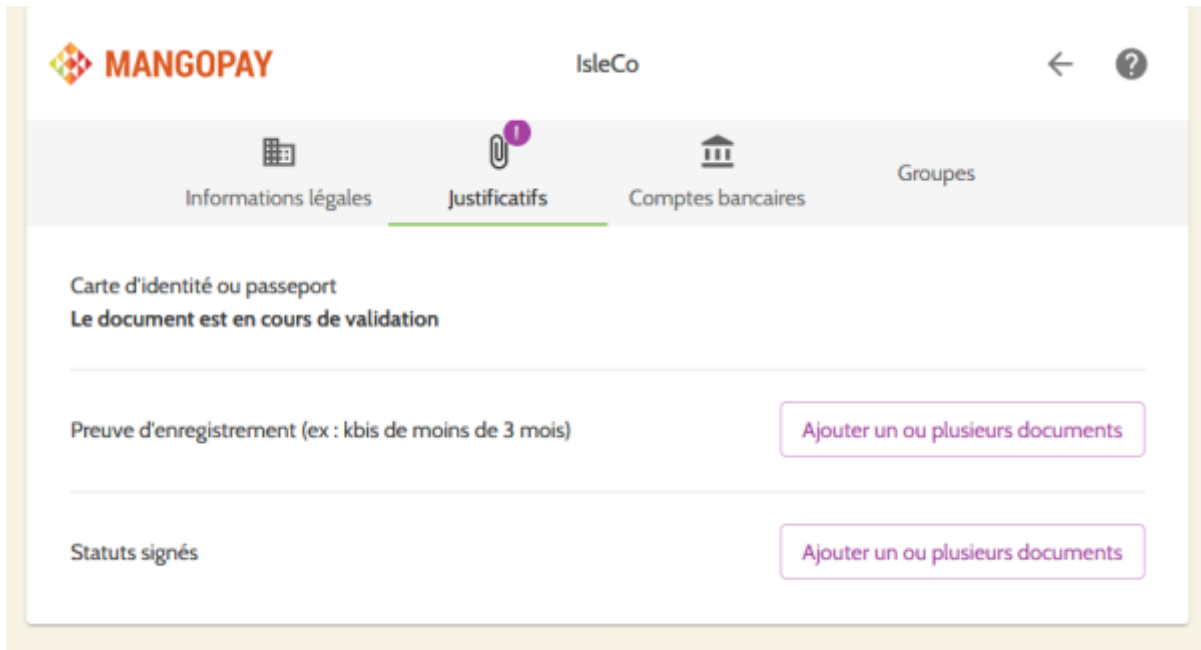 MANGOPAY
IsleCo
?
!
Informations légales
Justificatifs
Comptes bancaires
Groupes
Carte d'identité ou passeport
Le document est en cours de validation
Preuve d'enregistrement (ex : kbis de moins de 3 mois)
Ajouter un ou plusieurs documents
Statuts signés
Ajouter un ou plusieurs documents